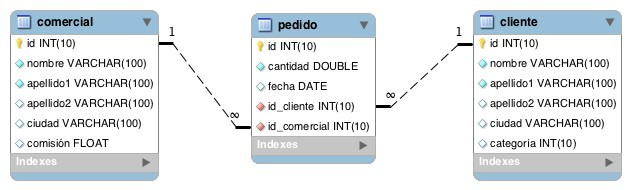 comercial
id INT(10)
nombre VARCHAR(100)
apellido1 VARCHAR(100)
apellido2 VARCHAR(100)
ciudad VARCHAR(100)
comisión FLOAT
Indexes
1
∞
pedido
id INT(10)
cantidad DOUBLE
fecha DATE
id_cliente INT(10)
id_comercial INT(10)
Indexes
∞
1
cliente
id INT(10)
nombre VARCHAR(100)
apellido1 VARCHAR(100)
apellido2 VARCHAR(100)
ciudad VARCHAR(100)
categoria INT(10)
Indexes